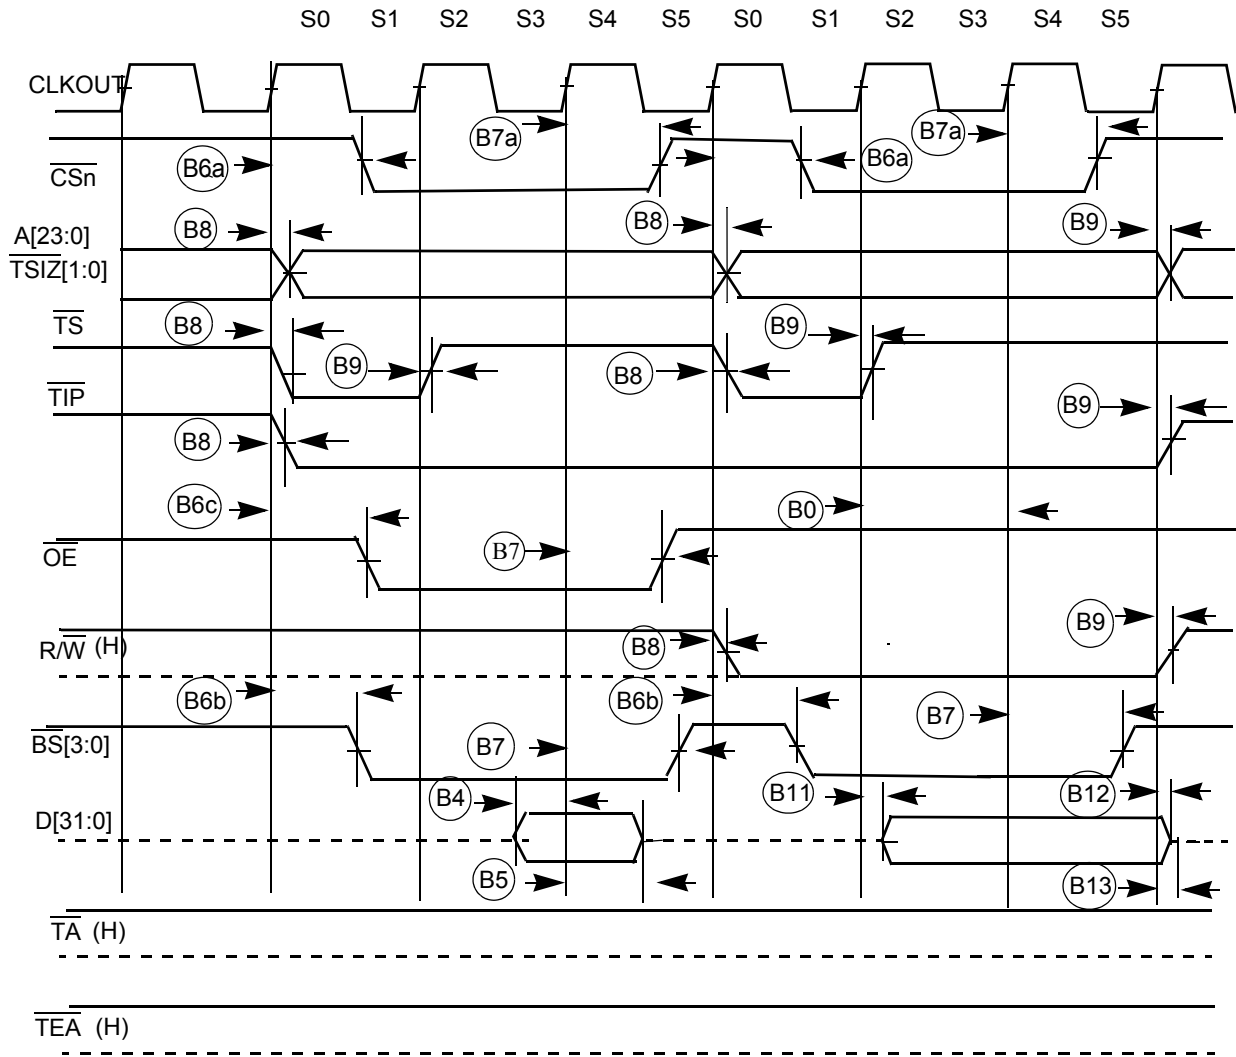 S0 S1 S2 S3 S4 S5 S0 S1 S2 S3 S4 S5
CLKOUT
B7a B7a
B6a B6a
CSn
B8 B8 B9
A[23:0]
TSIZ[1:0]
TS B8 B9
B9 B8
TIP B9
B8
B6c B0
OE B7
B9
R/W (H) B8
B6b B6b B7
BS[3:0] B7
B4 B11 B12
D[31:0]
B5 B13
TA (H)
TEA (H)